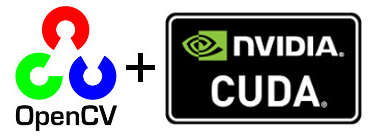 OpenCV
+
NVIDIA.
CUDA.